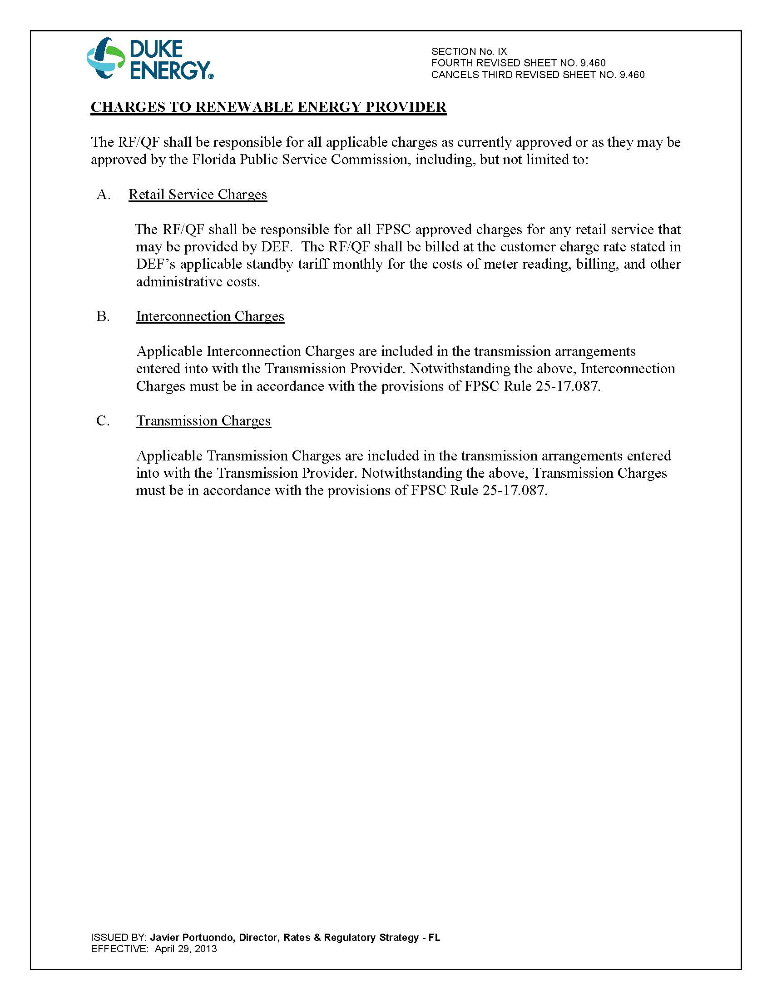 DUKE
ENERGY®
SECTION No. IX
FOURTH REVISED SHEET NO. 9.460
CANCELS THIRD REVISED SHEET NO. 9.460
CHARGES TO RENEWABLE ENERGY PROVIDER
The RF/QF shall be responsible for all applicable charges as currently approved or as they may be
approved by the Florida Public Service Commission, including, but not limited to:
A. Retail Service Charges
The RF/QF shall be responsible for all FPSC approved charges for any retail service that
may be provided by DEF. The RF/QF shall be billed at the customer charge rate stated in
DEF’s applicable standby tariff monthly for the costs of meter reading, billing, and other
administrative costs.
B. Interconnection Charges
Applicable Interconnection Charges are included in the transmission arrangements
entered into with the Transmission Provider. Notwithstanding the above, Interconnection
Charges must be in accordance with the provisions of FPSC Rule 25-17.087.
C. Transmission Charges
Applicable Transmission Charges are included in the transmission arrangements entered
into with the Transmission Provider. Notwithstanding the above, Transmission Charges
must be in accordance with the provisions of FPSC Rule 25-17.087.
ISSUED BY: Javier Portuondo, Director, Rates & Regulatory Strategy - FL
EFFECTIVE: April 29, 2013